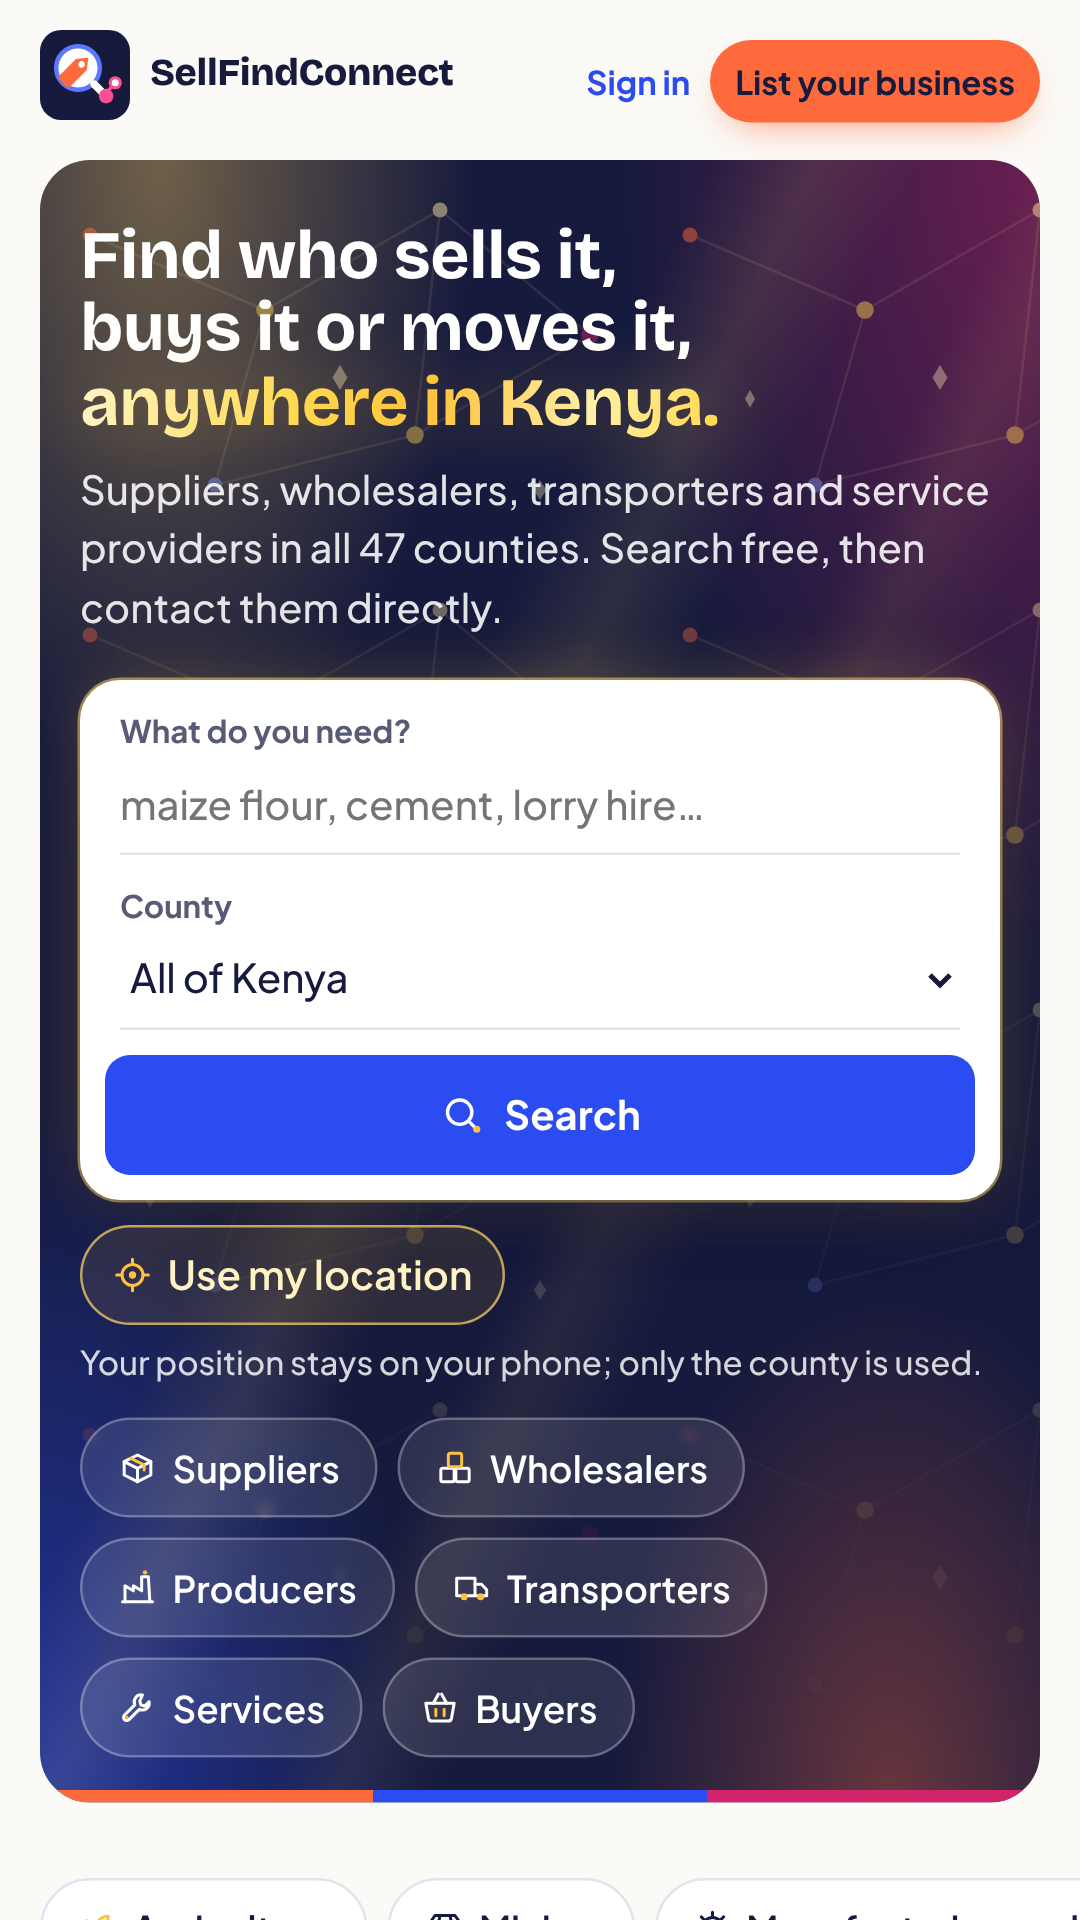 SellFindConnect
Sign in
List your business
Find who sells it,
buys it or moves it,
anywhere in Kenya.
Suppliers, wholesalers, transporters and service
providers in all 47 counties. Search free, then
contact them directly.
What do you need?
maize flour, cement, lorry hire...
County
All of Kenya
Search
Use my location
Your position stays on your phone; only the county is used.
Suppliers
Wholesalers
Producers
Transporters
Services
Buyers